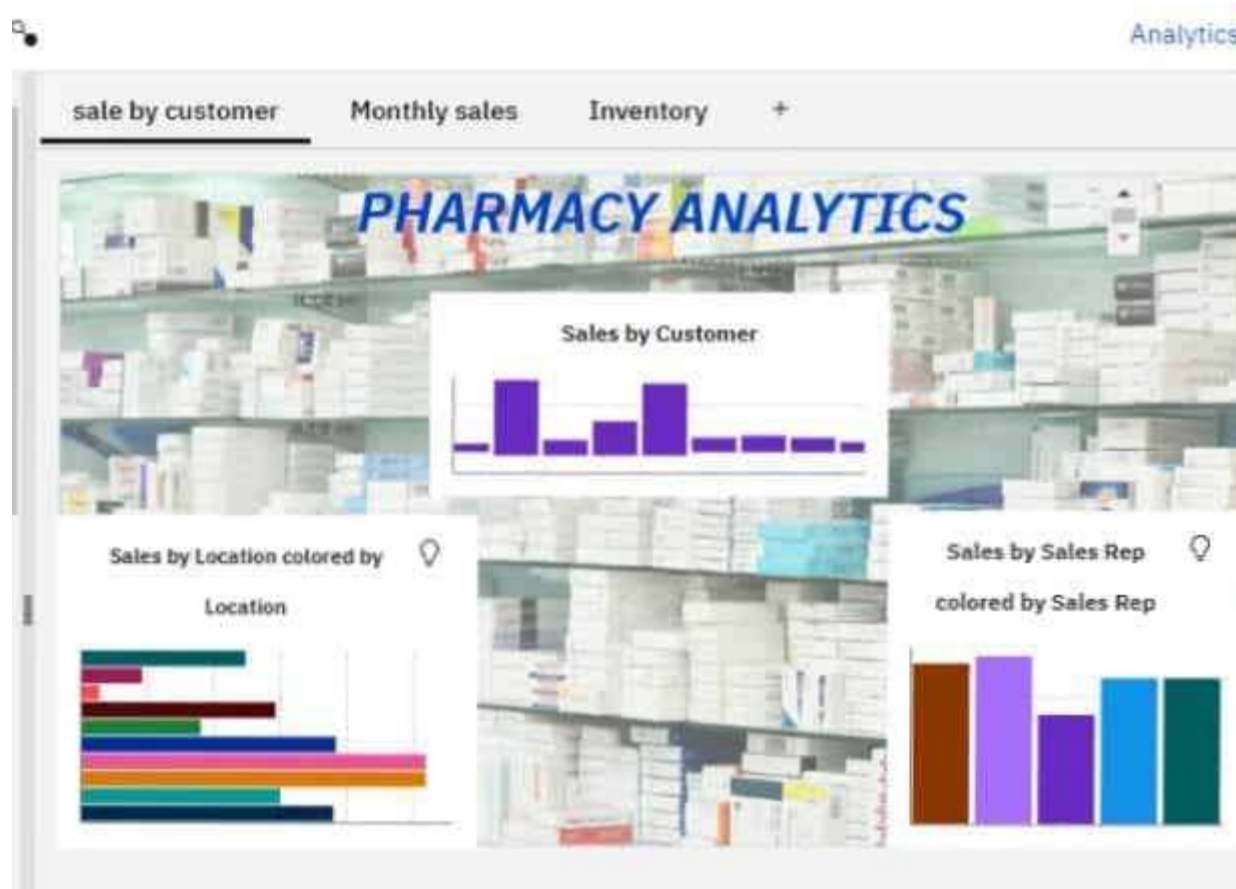 Analytics
sale by customer Monthly sales Inventory +
PHARMACY ANALYTICS
Sales by Customer
Sales by Location colored by
Location
Sales by Sales Rep
colored by Sales Rep